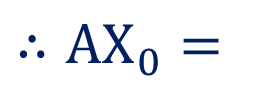 ∴ AX₀ =